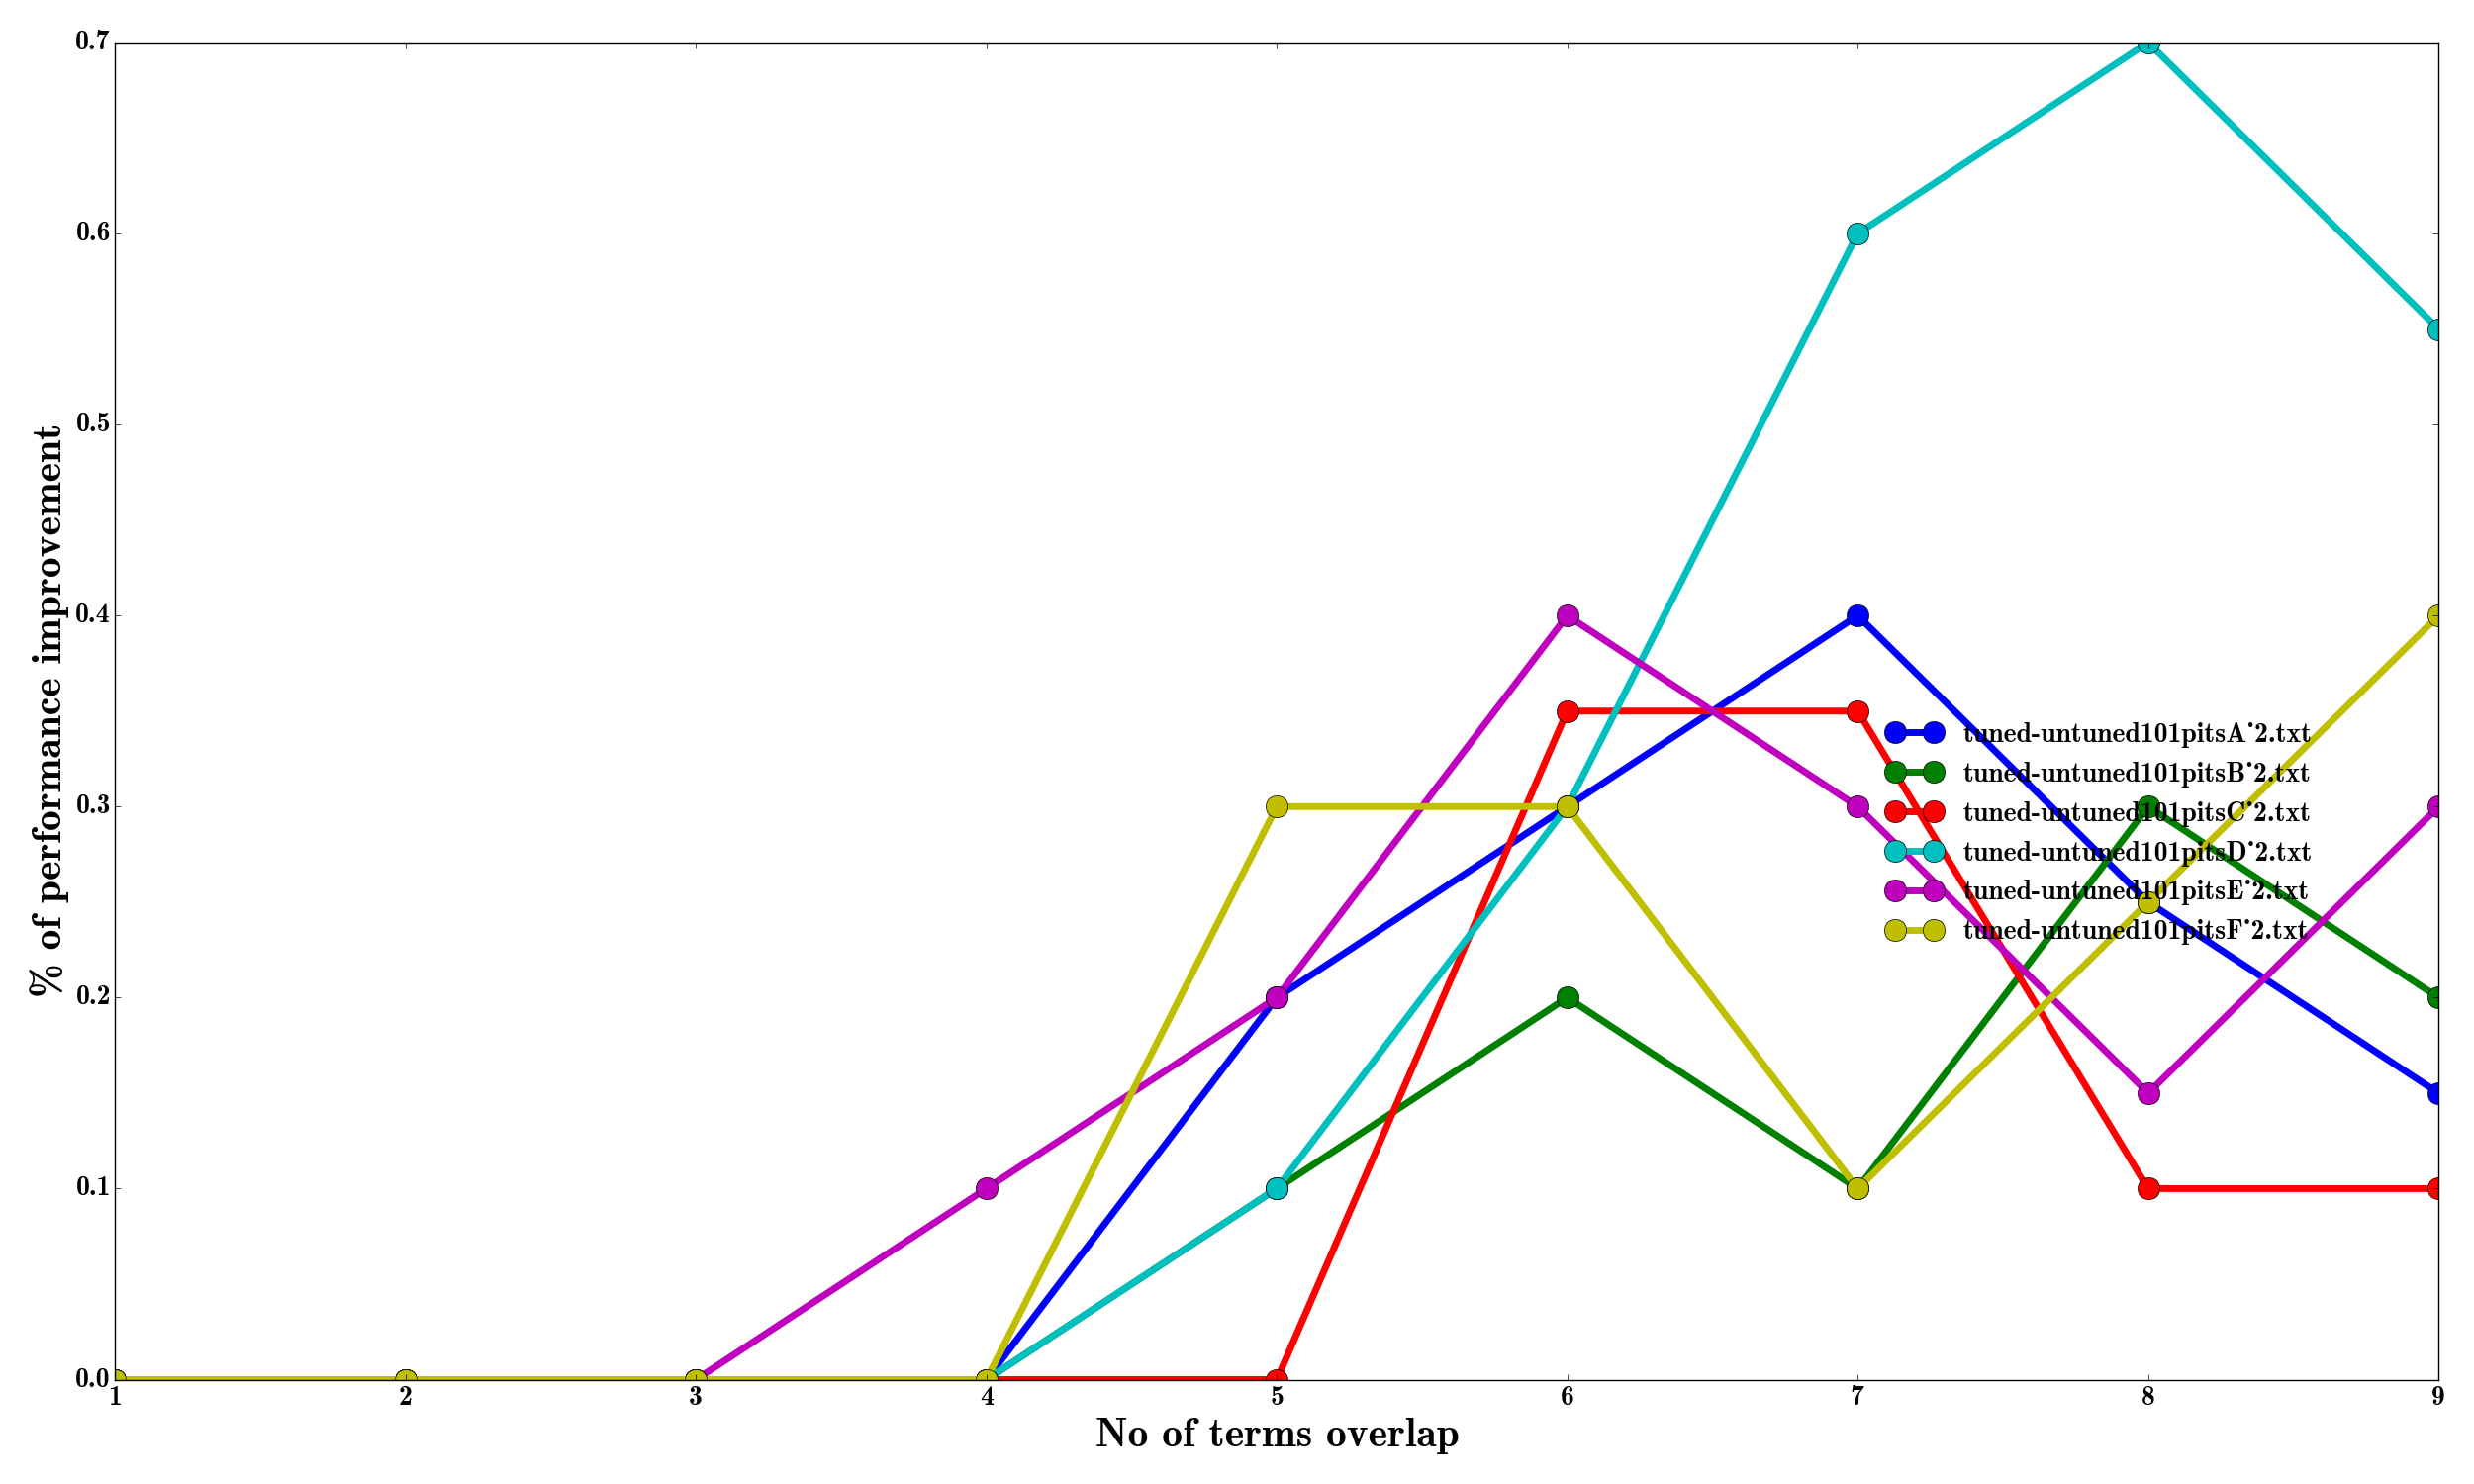 0.7
0.6
0.5
0.4
0.3
0.2
0.1
0.0
% of performance improvement
tuned-untuned101pitsA˙2.txt
tuned-untuned101pitsB˙2.txt
tuned-untuned101pitsC˙2.txt
tuned-untuned101pitsD˙2.txt
tuned-untuned101pitsE˙2.txt
tuned-untuned101pitsF˙2.txt
1 2 3 4 5 6 7 8 9
No of terms overlap